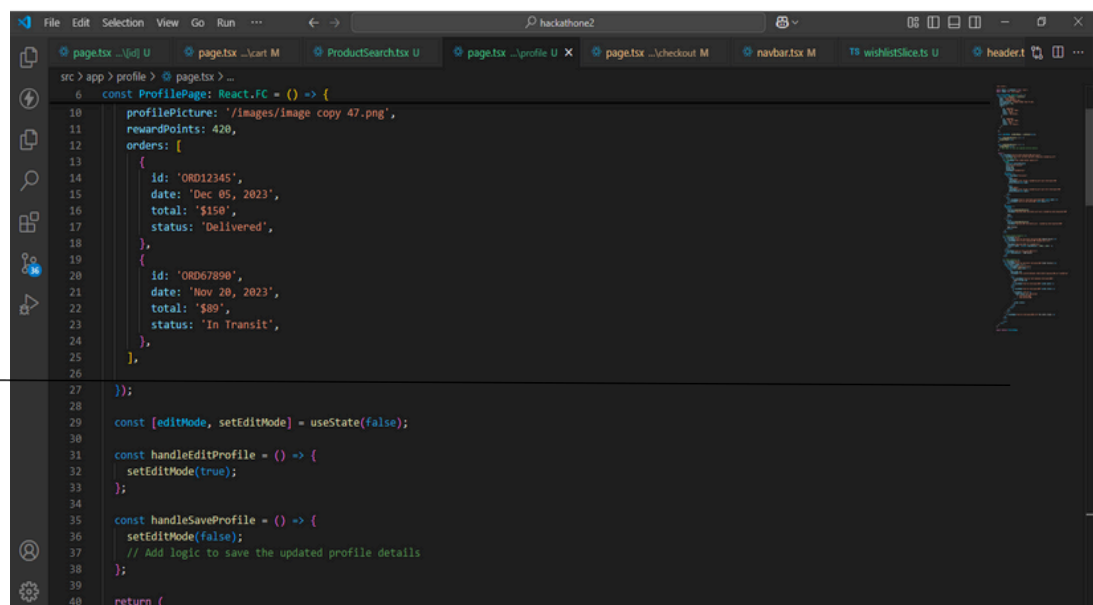 File Edit Selection View Go Run ... hackathone2
page.tsx ...\[id] U page.tsx ...\cart M ProductSearch.tsx U page.tsx ...\profile U page.tsx ...\checkout M navbar.tsx M TS wishlistSlice.ts U header.t
src > app > profile > page.tsx > ...
6 const ProfilePage: React.FC = () => {
10 profilePicture: '/images/image copy 47.png',
11 rewardPoints: 420,
12 orders: [
13 {
14 id: 'ORD12345',
15 date: 'Dec 05, 2023',
16 total: '$150',
17 status: 'Delivered',
18 },
19 {
20 id: 'ORD67890',
21 date: 'Nov 20, 2023',
22 total: '$89',
23 status: 'In Transit',
24 },
25 ],
26
27 });
28
29 const [editMode, setEditMode] = useState(false);
30
31 const handleEditProfile = () => {
32 setEditMode(true);
33 };
34
35 const handleSaveProfile = () => {
36 setEditMode(false);
37 // Add logic to save the updated profile details
38 };
39
40 return (
36